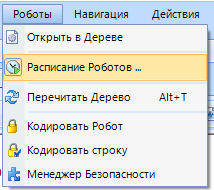 Роботы Навигация Действия
Открыть в Дереве
Расписание Роботов ...
Перечитать Дерево Alt+T
Кодировать Робот
Кодировать строку
Менеджер Безопасности